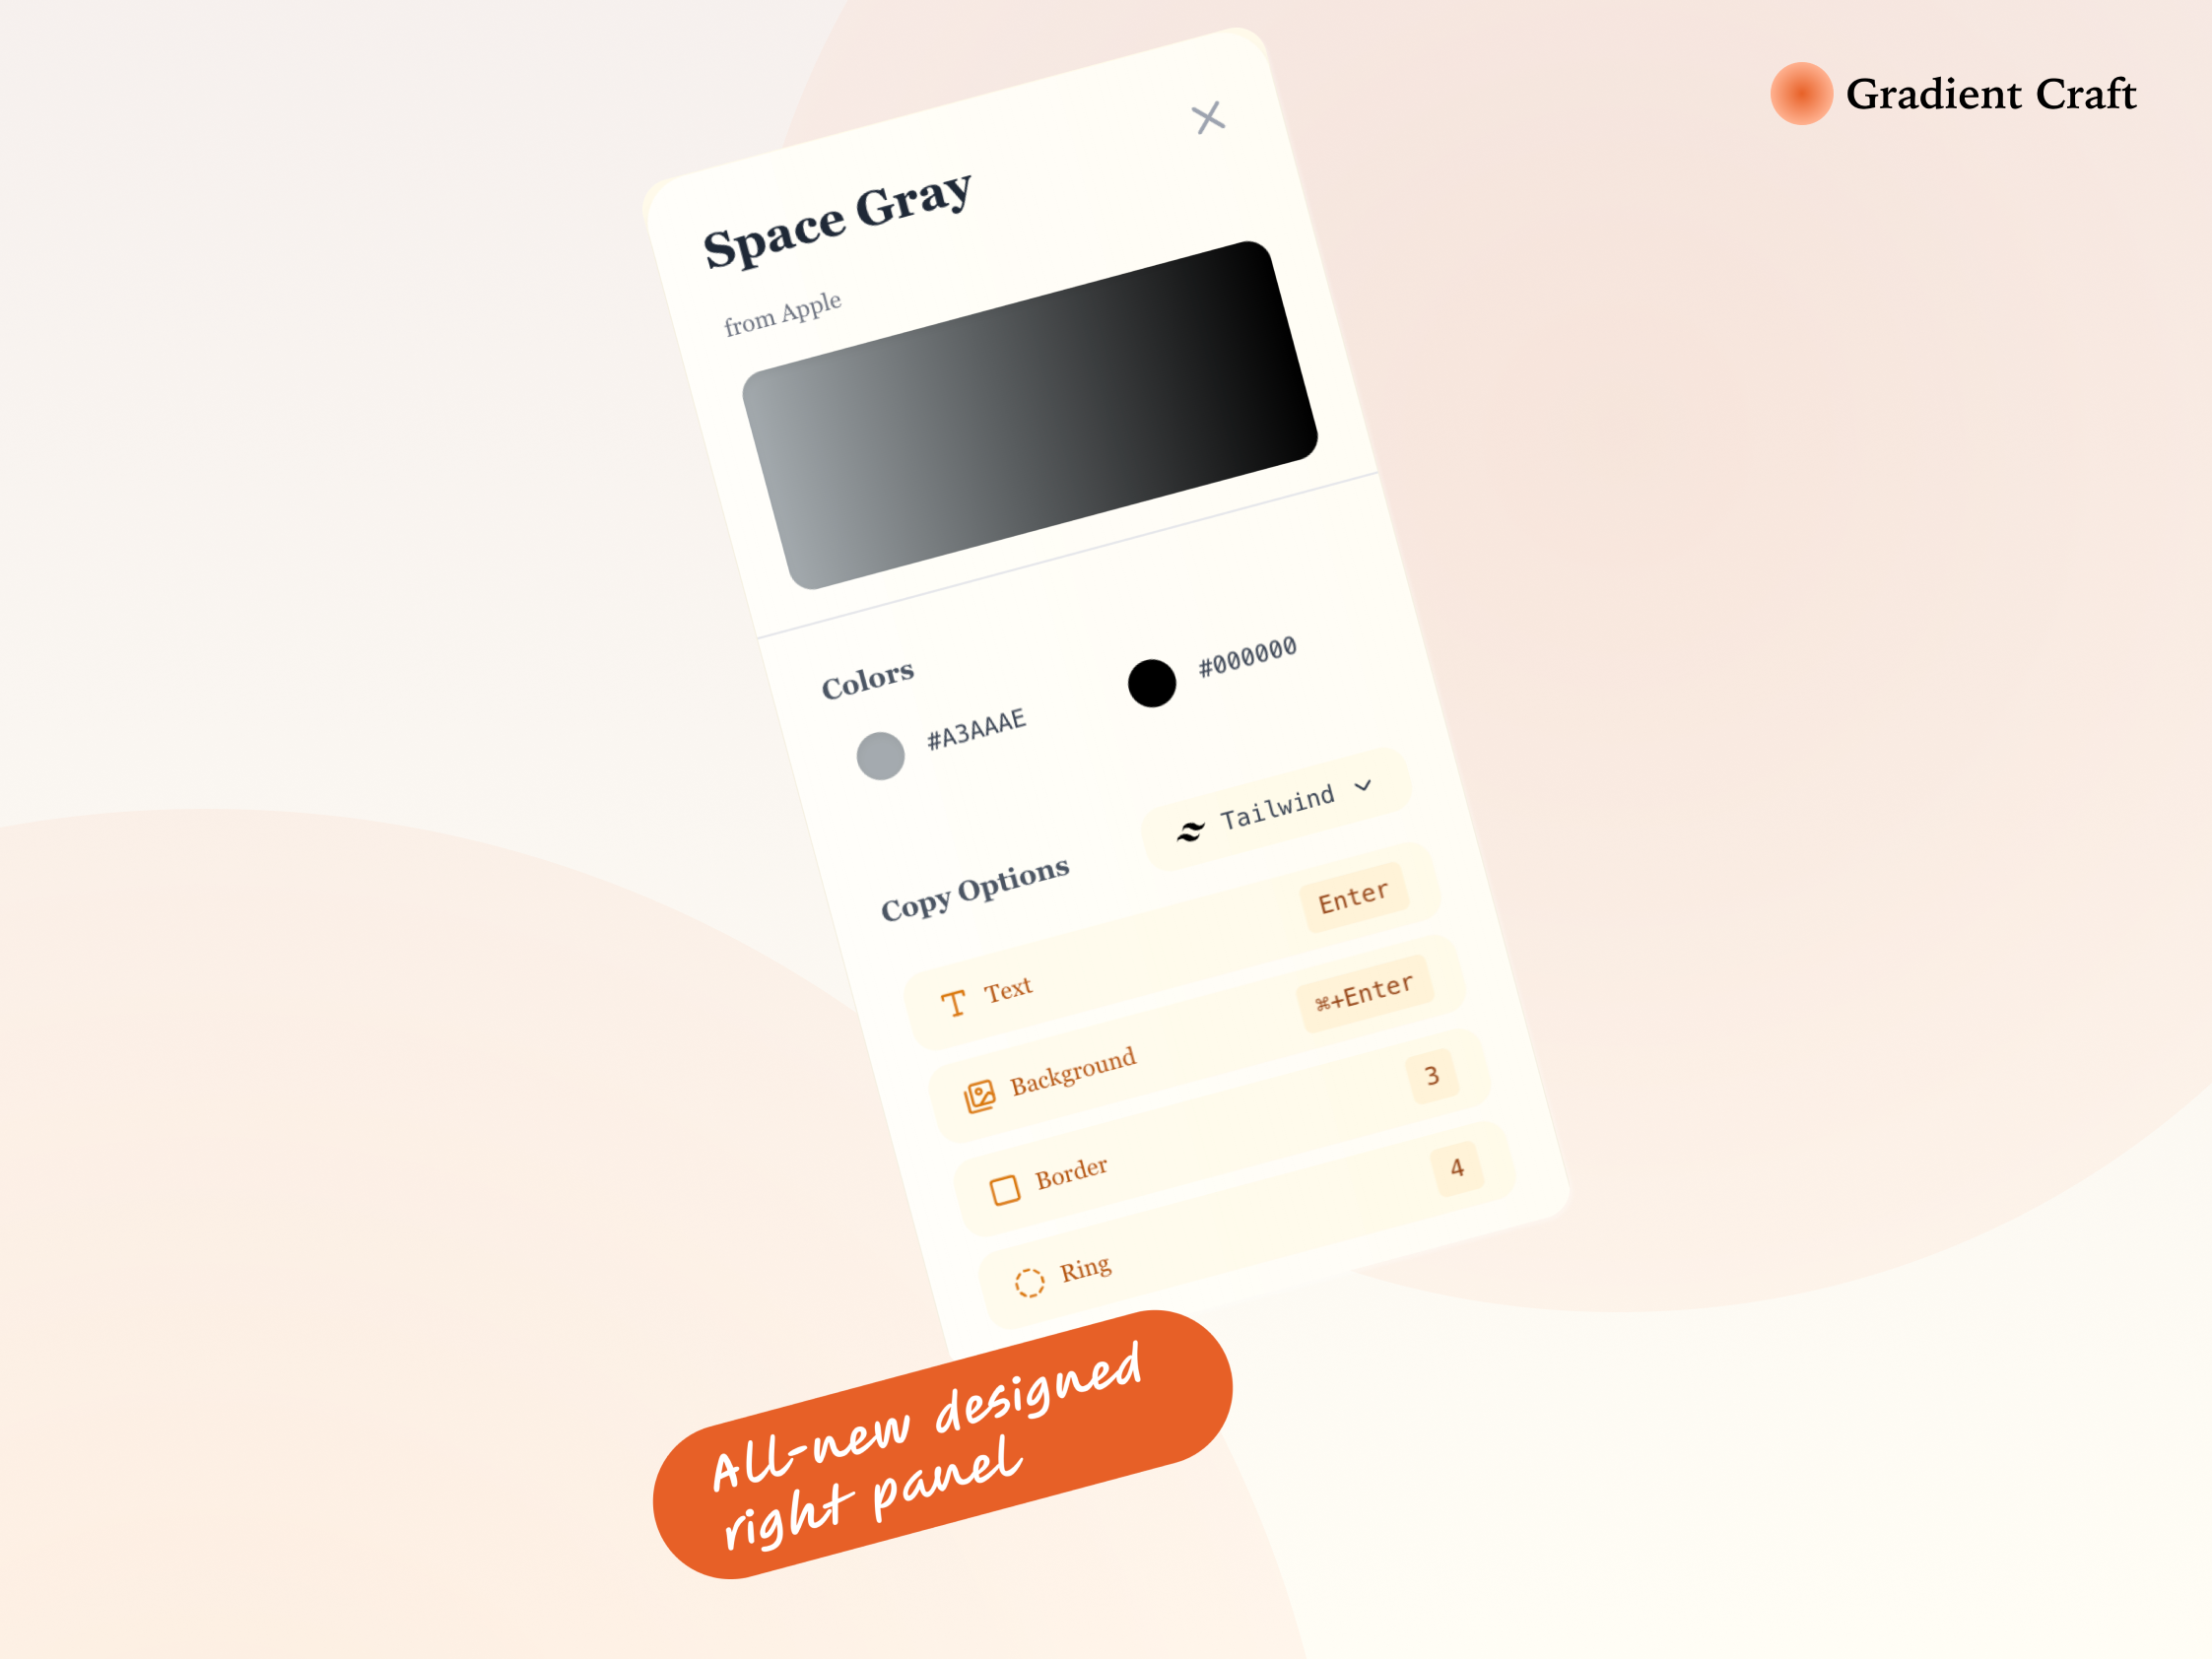 Gradient Craft
Space Gray
from Apple
Colors
#A3AAAE
#000000
Copy Options
Tailwind
Text
Enter
Background
⌘+Enter
Border
3
Ring
4
All-new designed
right panel